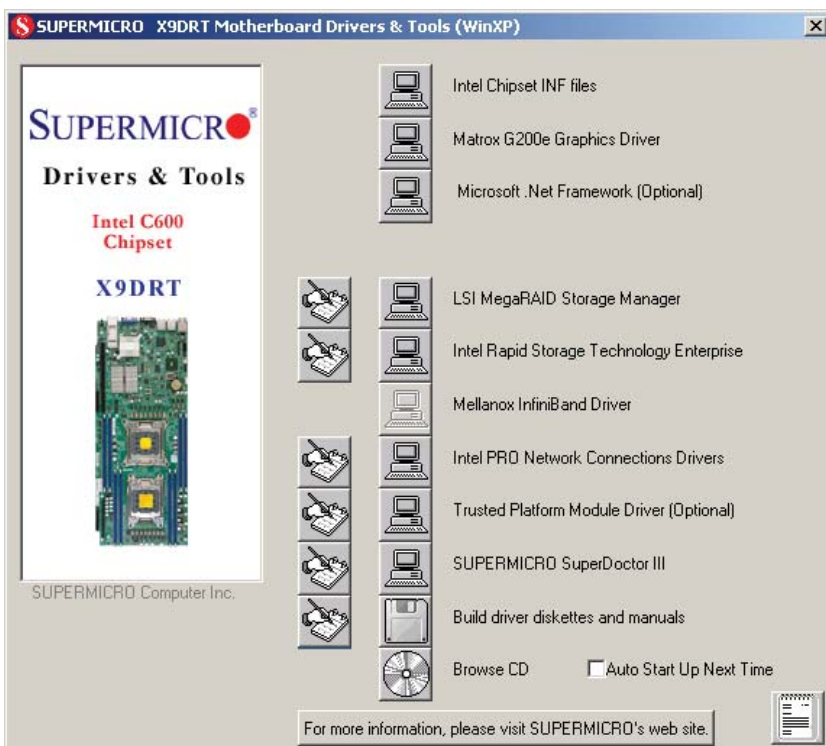 SUPERMICRO X9DRT Motherboard Drivers & Tools (WinXP)
SUPERMICRO®
Drivers & Tools
Intel C600
Chipset
X9DRT
SUPERMICRO Computer Inc.
Intel Chipset INF files
Matrox G200e Graphics Driver
Microsoft .Net Framework (Optional)
LSI MegaRAID Storage Manager
Intel Rapid Storage Technology Enterprise
Mellanox InfiniBand Driver
Intel PRO Network Connections Drivers
Trusted Platform Module Driver (Optional)
SUPERMICRO SuperDoctor III
Build driver diskettes and manuals
Browse CD Auto Start Up Next Time
For more information, please visit SUPERMICRO's web site.